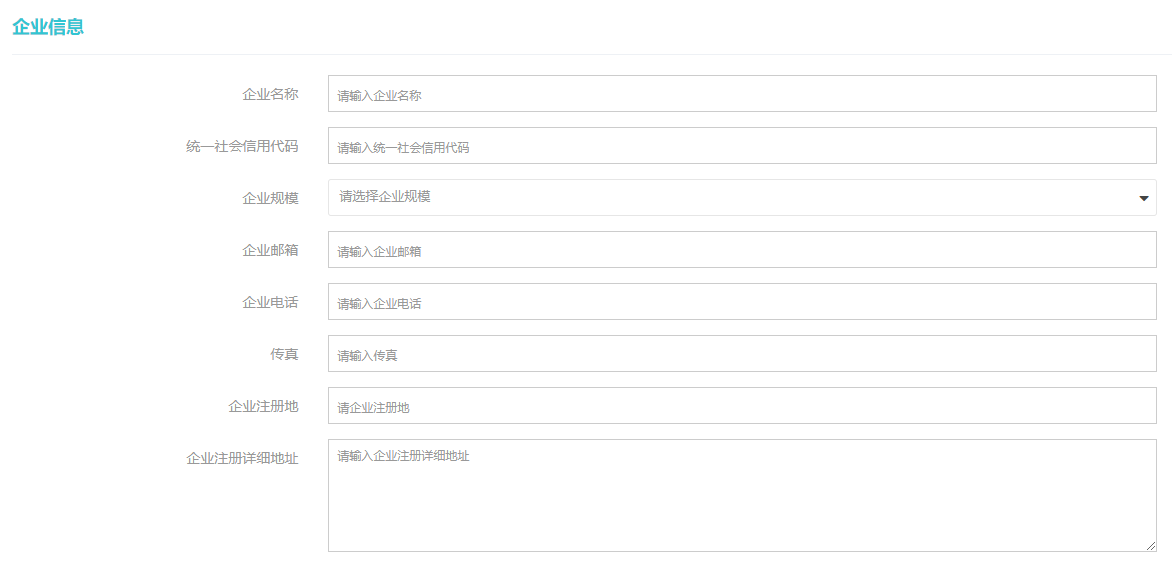 企业信息
企业名称 请输入企业名称
统一社会信用代码 请输入统一社会信用代码
企业规模 请选择企业规模
企业邮箱 请输入企业邮箱
企业电话 请输入企业电话
传真 请输入传真
企业注册地 请企业注册地
企业注册详细地址 请输入企业注册详细地址